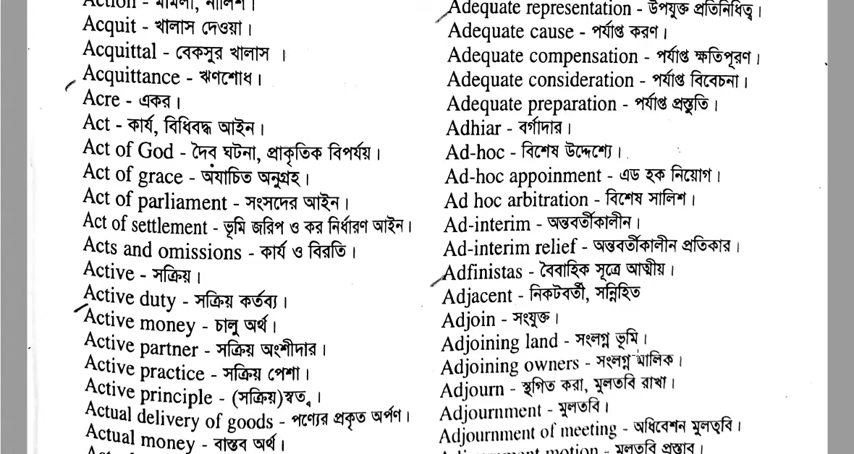 Action - মামলা, নালিশ।
Acquit - খালাস দেওয়া।
Acquittal - বেকসুর খালাস ।
Acquittance - ঋণশোধ।
Acre - একর।
Act - কার্য, বিধিবদ্ধ আইন।
Act of God - দৈব ঘটনা, প্রাকৃতিক বিপর্যয়।
Act of grace - অযাচিত অনুগ্রহ।
Act of parliament - সংসদের আইন।
Act of settlement - ভূমি জরিপ ও কর নির্ধারণ আইন।
Acts and omissions - কার্য ও বিরতি।
Active - সক্রিয়।
Active duty - সক্রিয় কর্তব্য।
Active money - চালু অর্থ।
Active partner - সক্রিয় অংশীদার।
Active practice - সক্রিয় পেশা।
Active principle - (সক্রিয়)স্বত্ব।
Actual delivery of goods - পণ্যের প্রকৃত অর্পণ।
Actual money - বাস্তব অর্থ।
Adequate representation - উপযুক্ত প্রতিনিধিত্ব।
Adequate cause - পর্যাপ্ত করণ।
Adequate compensation - পর্যাপ্ত ক্ষতিপূরণ।
Adequate consideration - পর্যাপ্ত বিবেচনা।
Adequate preparation - পর্যাপ্ত প্রস্তুতি।
Adhiar - বর্গাদার।
Ad-hoc - বিশেষ উদ্দেশ্যে।
Ad-hoc appoinment - এড হক নিয়োগ।
Ad hoc arbitration - বিশেষ সালিশ।
Ad-interim - অন্তবর্তীকালীন।
Ad-interim relief - অন্তবর্তীকালীন প্রতিকার।
Adfinistas - বৈবাহিক সূত্রে আত্মীয়।
Adjacent - নিকটবর্তী, সন্নিহিত
Adjoin - সংযুক্ত।
Adjoining land - সংলগ্ন ভূমি।
Adjoining owners - সংলগ্ন মালিক।
Adjourn - স্থগিত করা, মুলতবি রাখা।
Adjournment - মুলতবি।
Adjournment of meeting - অধিবেশন মুলতবি।
motion - মুলতবি প্রস্তাব।